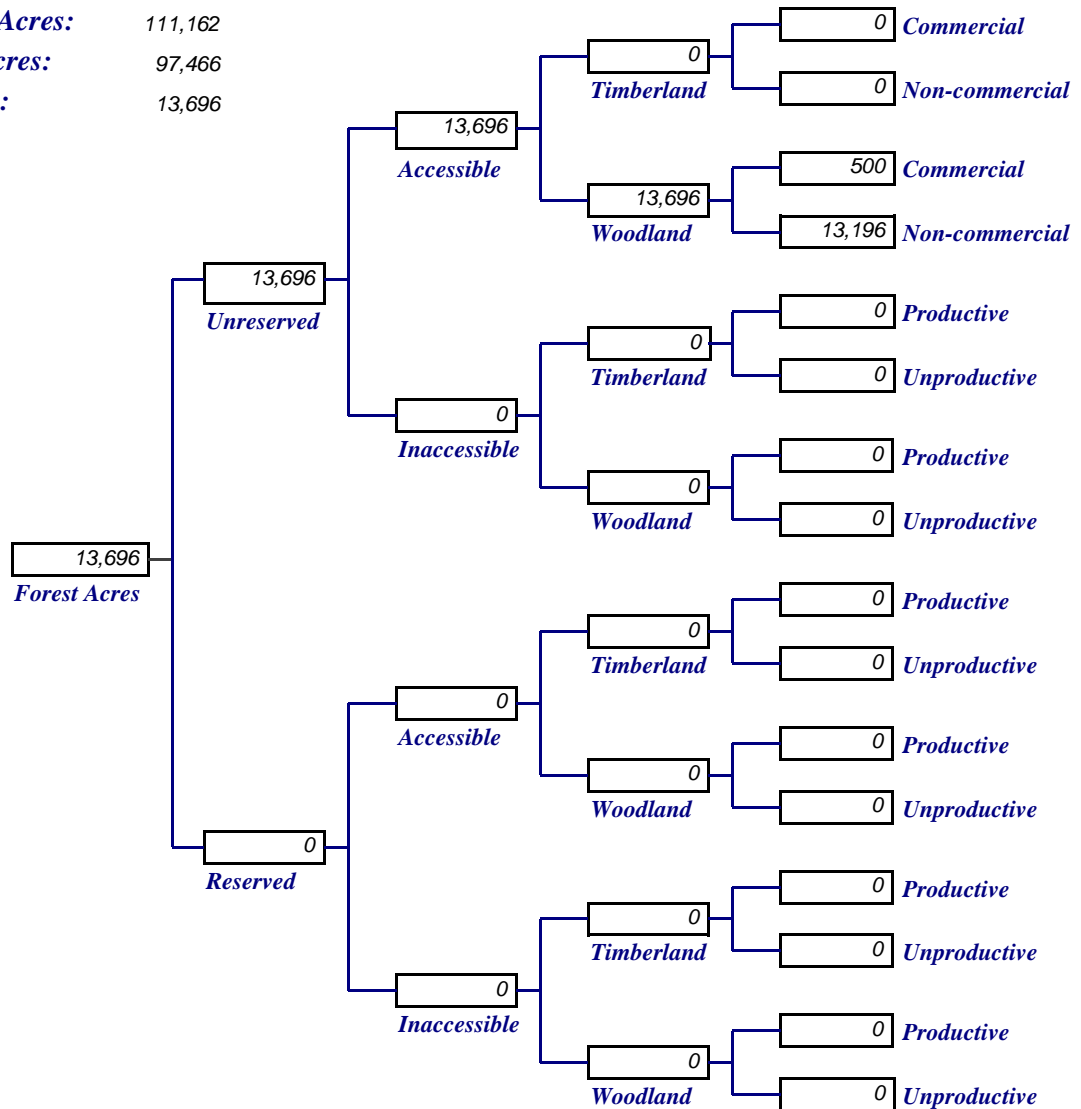 Acres: 111,162
cres: 97,466
: 13,696
0 Commercial
0
Timberland
0 Non-commercial
13,696
Accessible
500 Commercial
13,696
Woodland
13,196 Non-commercial
13,696
Unreserved
0 Productive
0
Timberland
0 Unproductive
0
Inaccessible
0 Productive
0
Woodland
0 Unproductive
13,696
Forest Acres
0 Productive
0
Timberland
0 Unproductive
0
Accessible
0 Productive
0
Woodland
0 Unproductive
0
Reserved
0 Productive
0
Timberland
0 Unproductive
0
Inaccessible
0 Productive
0
Woodland
0 Unproductive